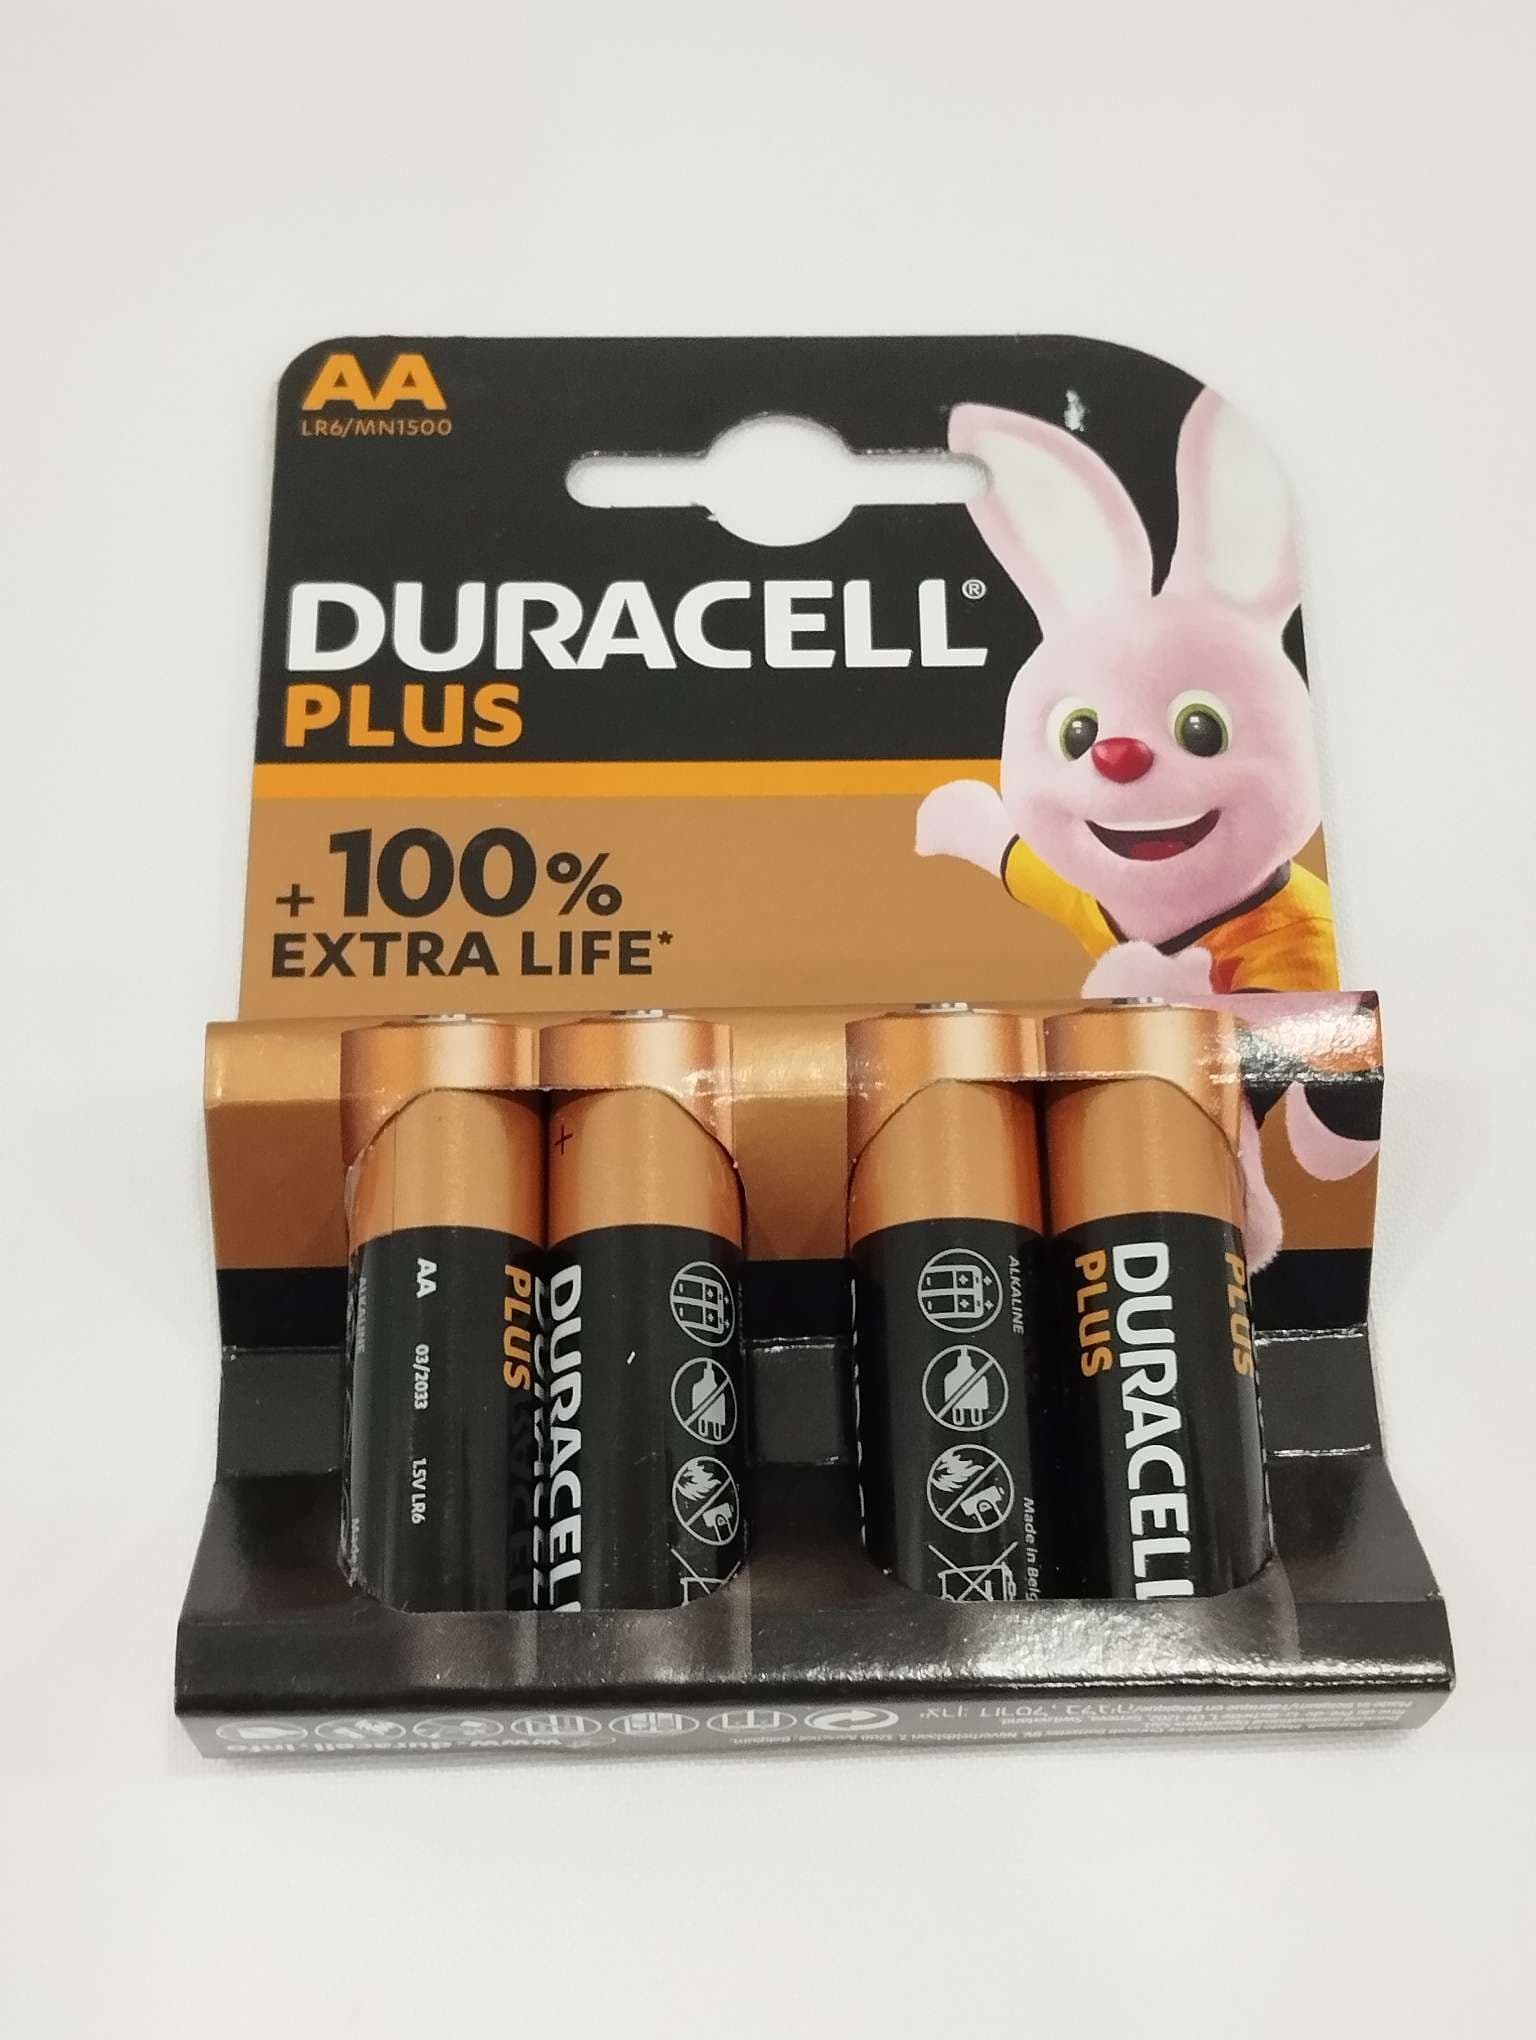 AA
LR6/MN1500
DURACELL®
PLUS
+100%
EXTRA LIFE*
+
AA 03/2033 1.5V LR6
ALKALINE
PLUS
DURACELL
ALKALINE
Made in Belg
DURACELL
PLUS
PLUS
www.duracell.info